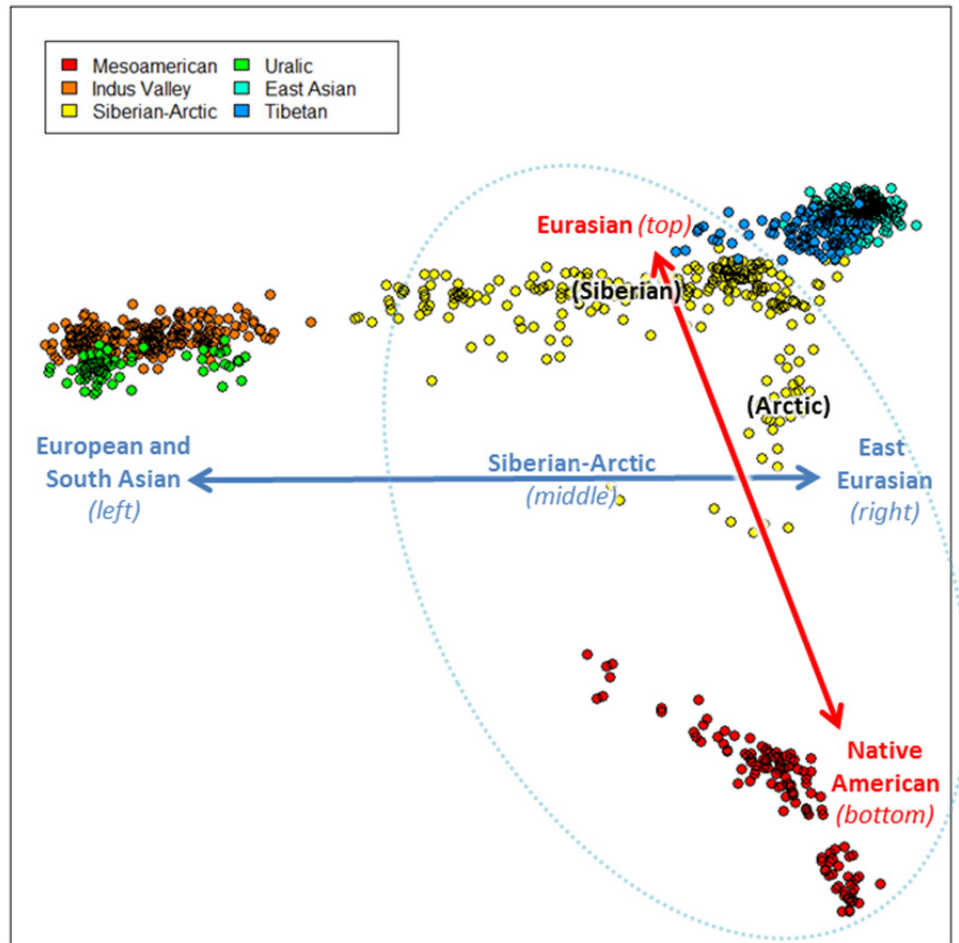 Mesoamerican
Uralic
Indus Valley
East Asian
Siberian-Arctic
Tibetan
Eurasian (top)
(Siberian)
(Arctic)
European and
South Asian
(left)
Siberian-Arctic
(middle)
East
Eurasian
(right)
Native
American
(bottom)